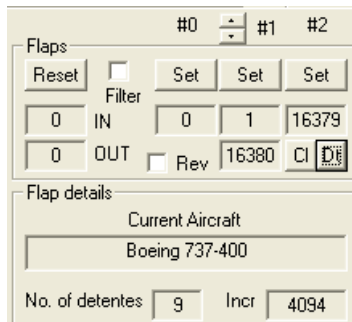 #0 #1 #2
Flaps
Reset Set Set Set
Filter
0 IN 0 1 16379
0 OUT Rev 16380 Cl
Flap details
Current Aircraft
Boeing 737-400
No. of detentes 9 Incr 4094